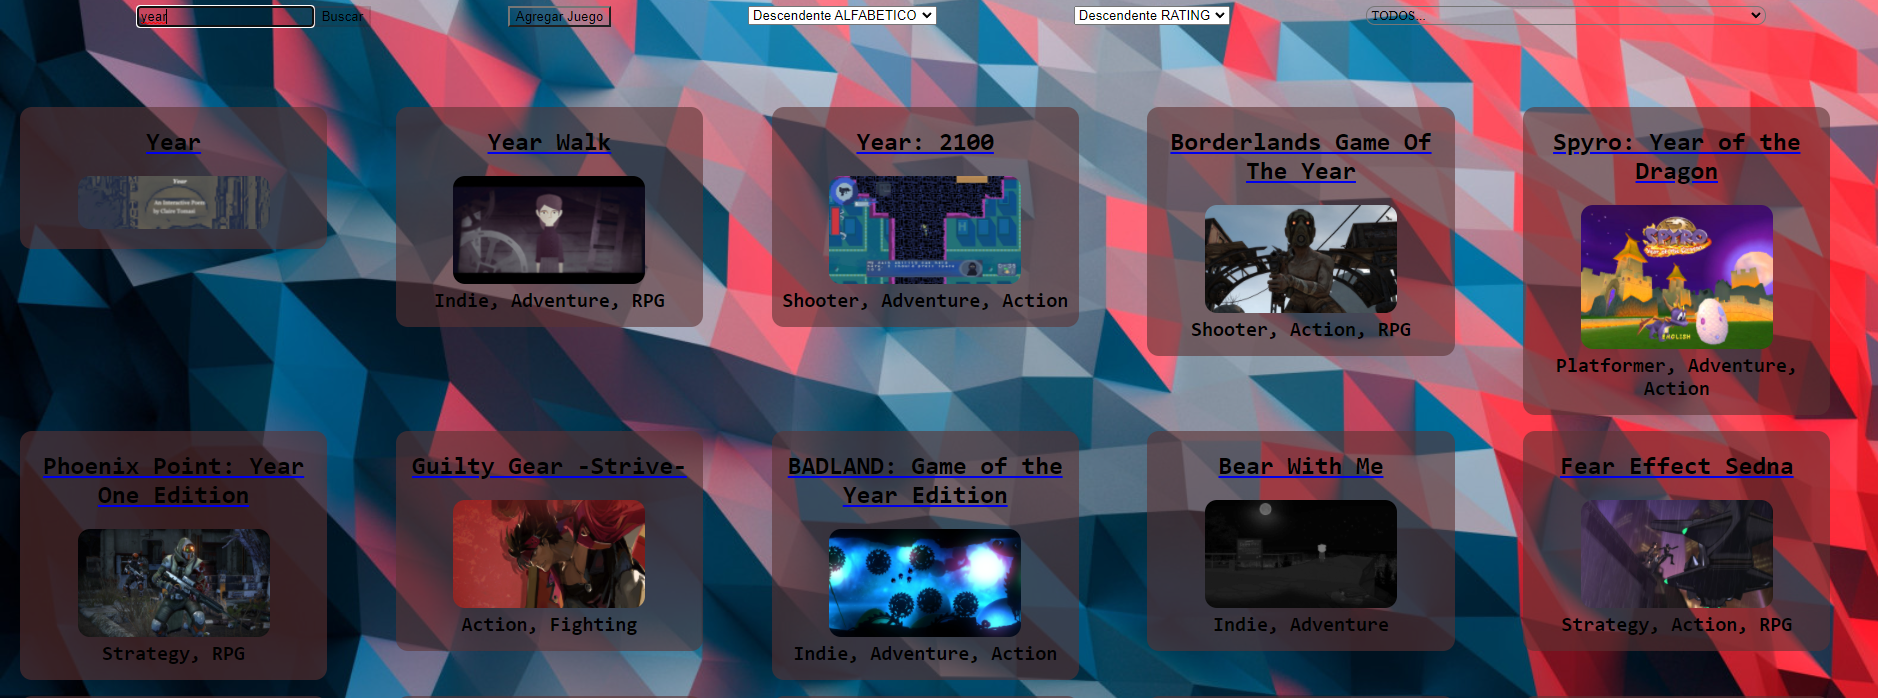 year Buscar Agregar Juego Descendente ALFABETICO Descendente RATING TODOS...
Year
An Interactive Poem
by Claire Tomasi
Year
Year Walk
Indie, Adventure, RPG
Year: 2100
Shooter, Adventure, Action
Borderlands Game Of
The Year
Shooter, Action, RPG
Spyro: Year of the
Dragon
SPYRO
ENGLISH
Platformer, Adventure,
Action
Phoenix Point: Year
One Edition
Strategy, RPG
Guilty Gear -Strive-
Action, Fighting
BADLAND: Game of the
Year Edition
Indie, Adventure, Action
Bear With Me
Indie, Adventure
Fear Effect Sedna
Strategy, Action, RPG